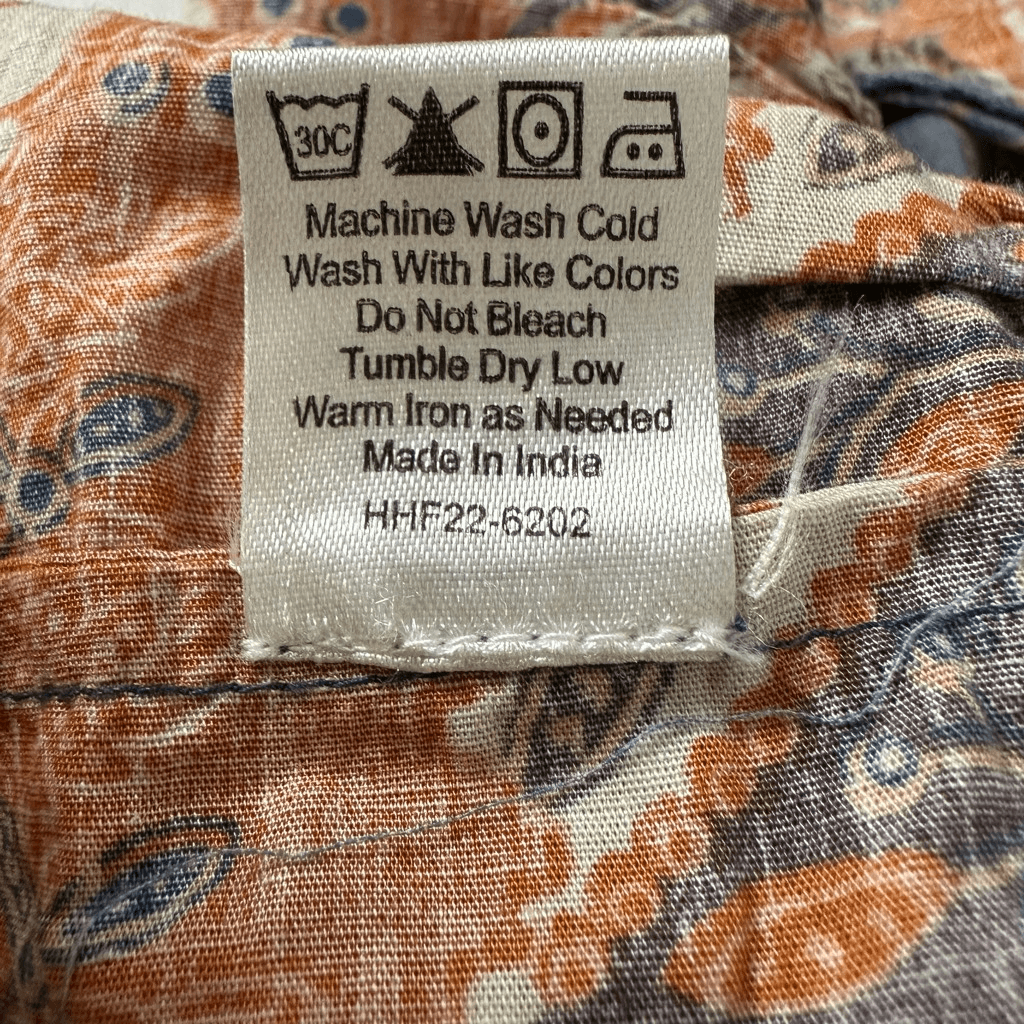 30C
Machine Wash Cold
Wash With Like Colors
Do Not Bleach
Tumble Dry Low
Warm Iron as Needed
Made In India
HHF22-6202